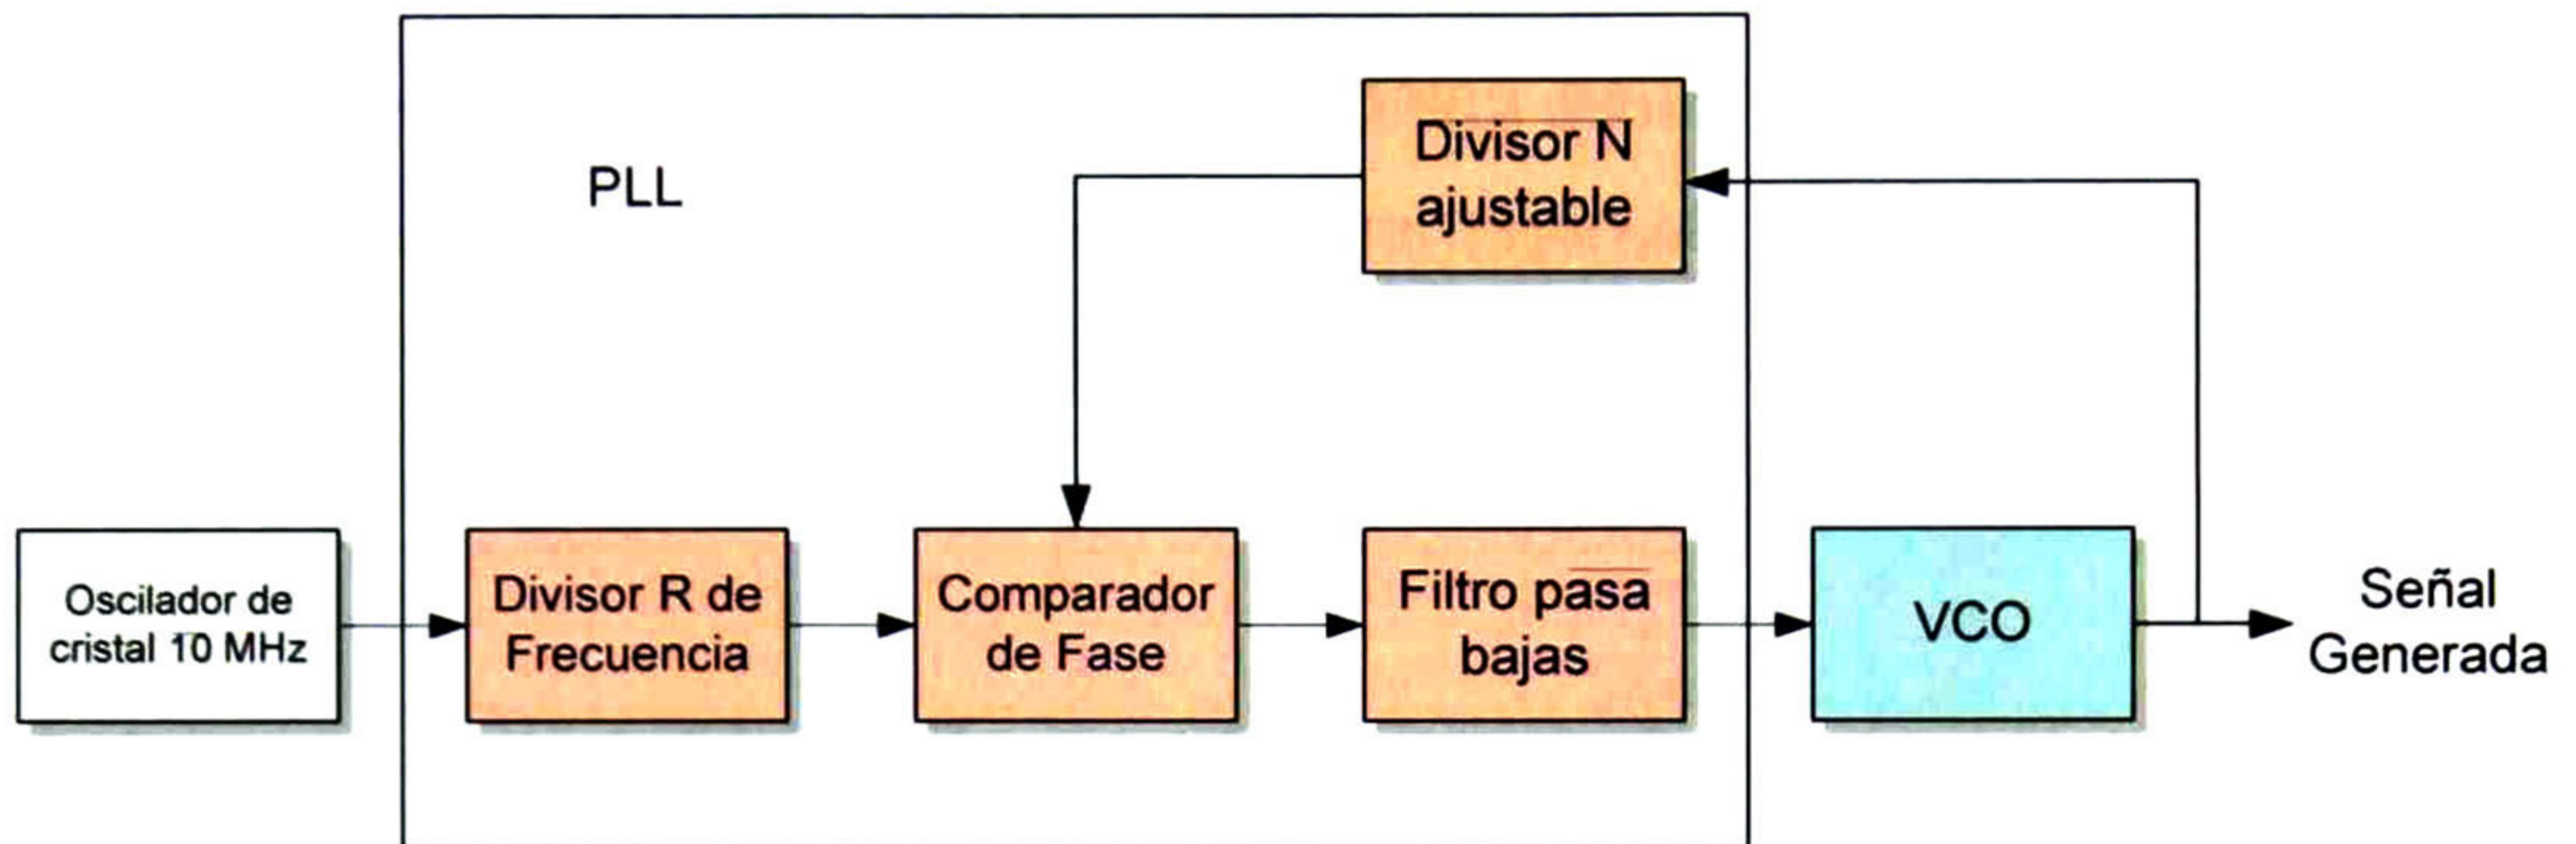 PLL
Divisor N
ajustable
Oscilador de
cristal 10 MHz
Divisor R de
Frecuencia
Comparador
de Fase
Filtro pasa
bajas
VCO
Señal
Generada